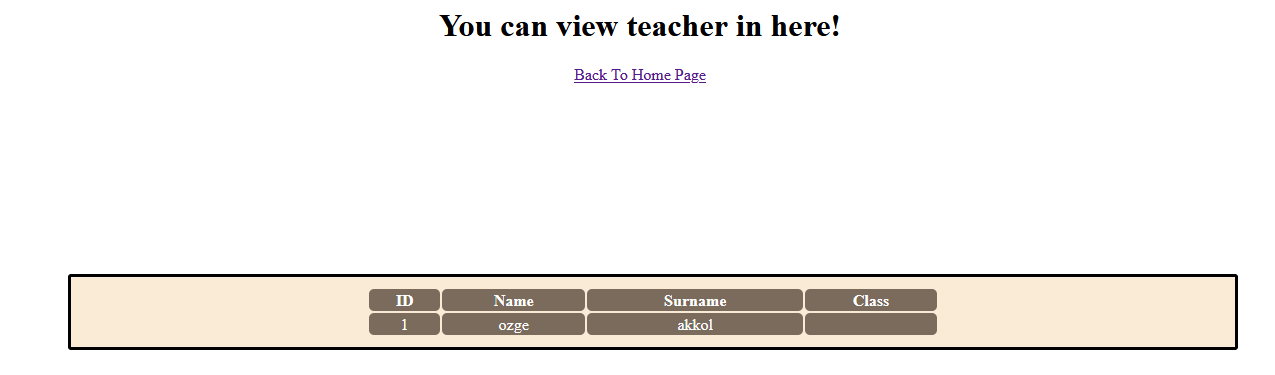 You can view teacher in here!
Back To Home Page
ID Name Surname Class
1 ozge akkol